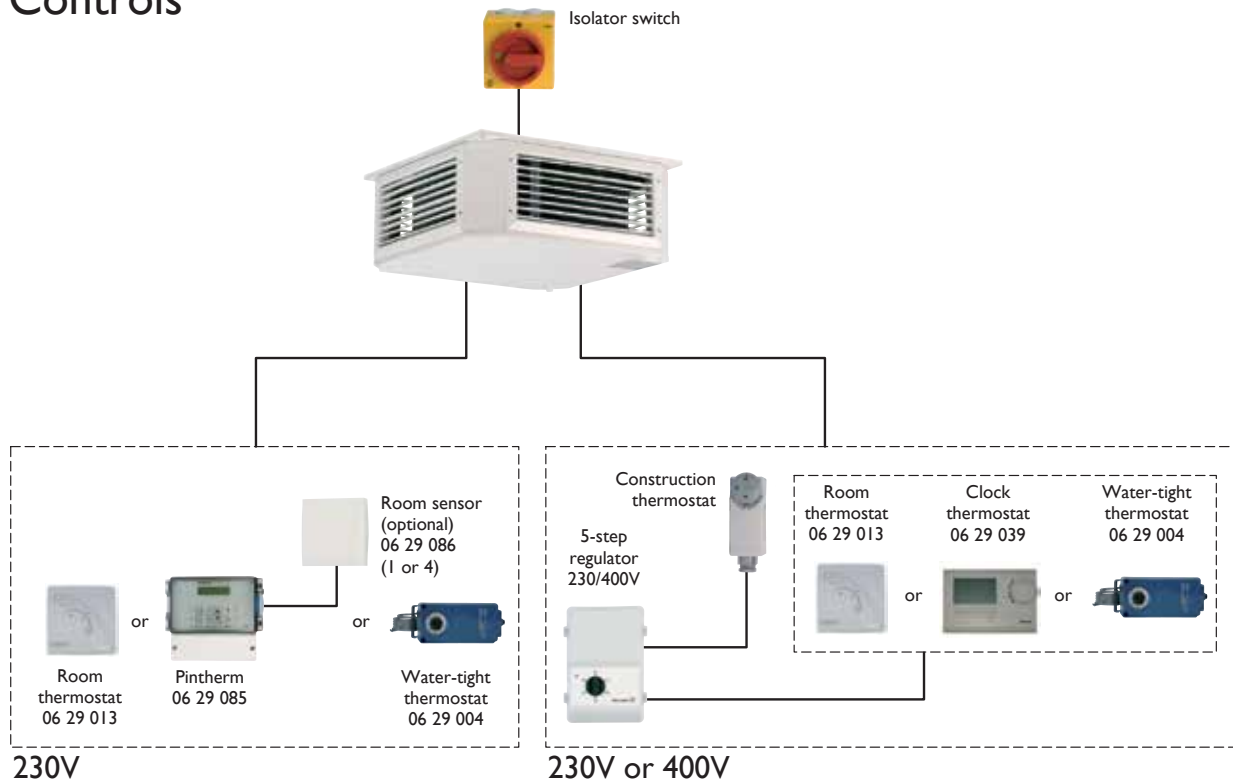 Controls
Isolator switch
Room sensor
(optional)
06 29 086
(1 or 4)
or
or
Room
thermostat
06 29 013
Pintherm
06 29 085
Water-tight
thermostat
06 29 004
230V
Construction
thermostat
5-step
regulator
230/400V
Room
thermostat
06 29 013
Clock
thermostat
06 29 039
Water-tight
thermostat
06 29 004
or
or
230V or 400V